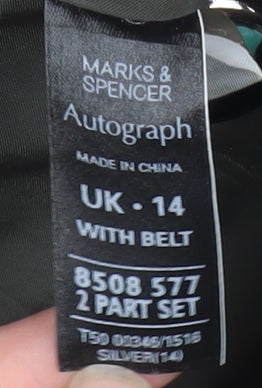 MARKS &
SPENCER
Autograph
MADE IN CHINA
UK • 14
WITH BELT
8508 577
2 PART SET
T50 00346/1516
SILVER(14)